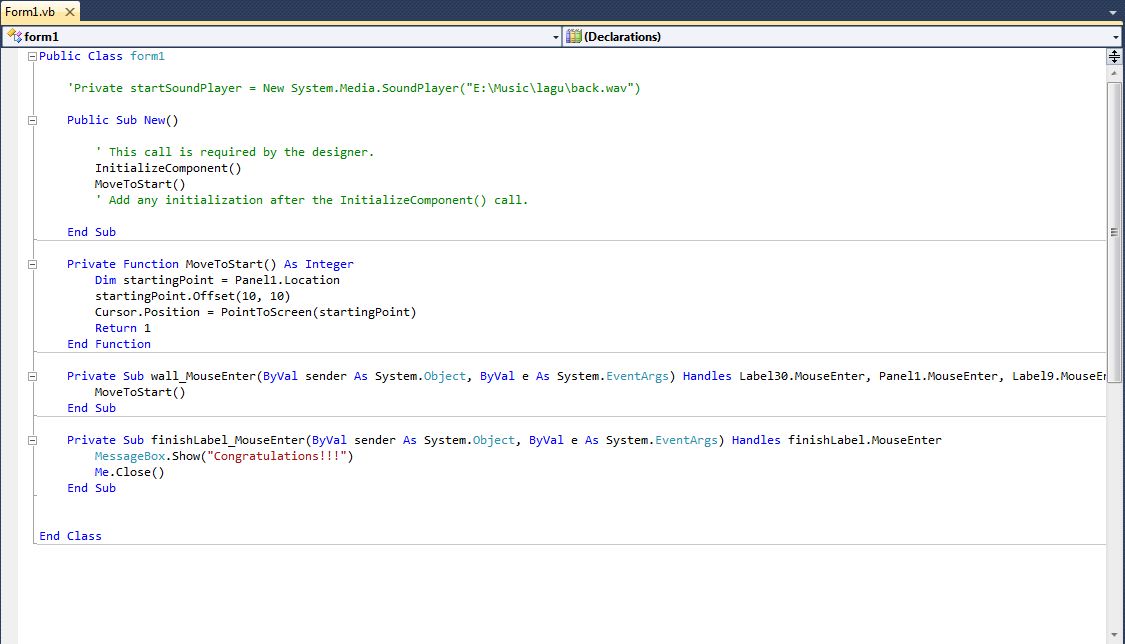 Form1.vb
form1
(Declarations)
Public Class form1
'Private startSoundPlayer = New System.Media.SoundPlayer("E:\Music\lagu\back.wav")
Public Sub New()
' This call is required by the designer.
InitializeComponent()
MoveToStart()
' Add any initialization after the InitializeComponent() call.
End Sub
Private Function MoveToStart() As Integer
Dim startingPoint = Panel1.Location
startingPoint.Offset(10, 10)
Cursor.Position = PointToScreen(startingPoint)
Return 1
End Function
Private Sub wall_MouseEnter(ByVal sender As System.Object, ByVal e As System.EventArgs) Handles Label30.MouseEnter, Panel1.MouseEnter, Label9.MouseEn
MoveToStart()
End Sub
Private Sub finishLabel_MouseEnter(ByVal sender As System.Object, ByVal e As System.EventArgs) Handles finishLabel.MouseEnter
MessageBox.Show("Congratulations!!!")
Me.Close()
End Sub
End Class